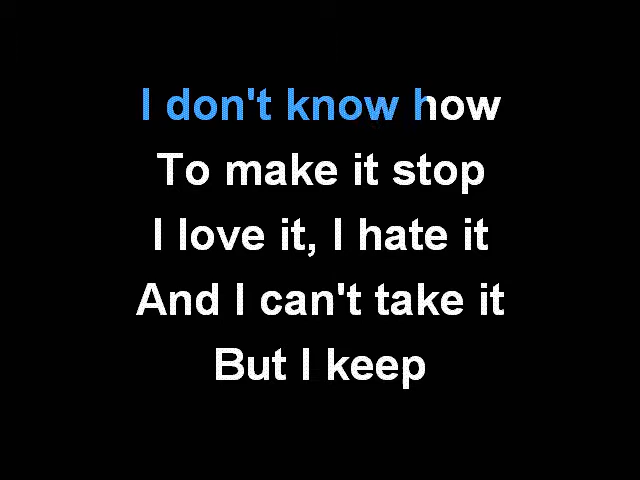 I don't know how
To make it stop
I love it, I hate it
And I can't take it
But I keep